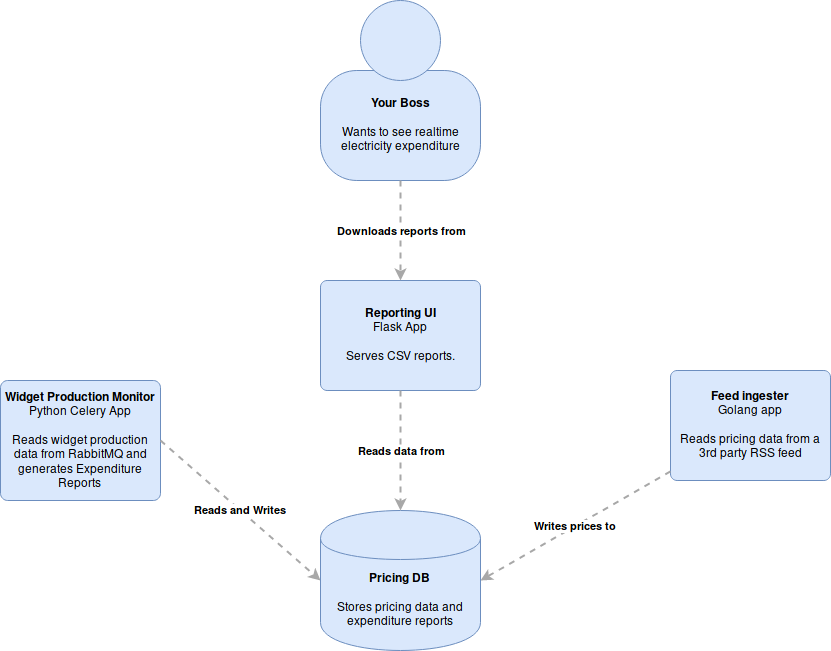 Your Boss
Wants to see realtime
electricity expenditure
Downloads reports from
Reporting UI
Flask App
Serves CSV reports.
Widget Production Monitor
Python Celery App
Reads widget production
data from RabbitMQ and
generates Expenditure
Reports
Feed ingester
Golang app
Reads pricing data from a
3rd party RSS feed
Reads data from
Reads and Writes
Writes prices to
Pricing DB
Stores pricing data and
expenditure reports